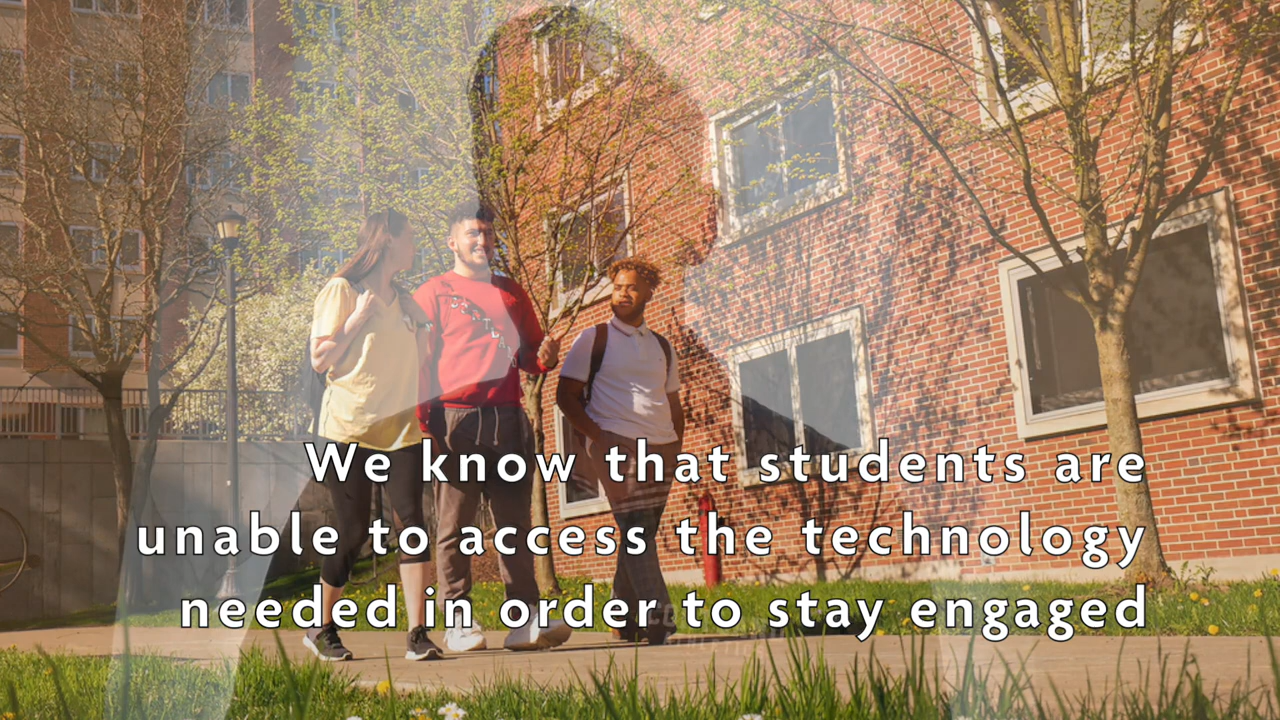 We know that students are
unable to access the technology
needed in order to stay engaged